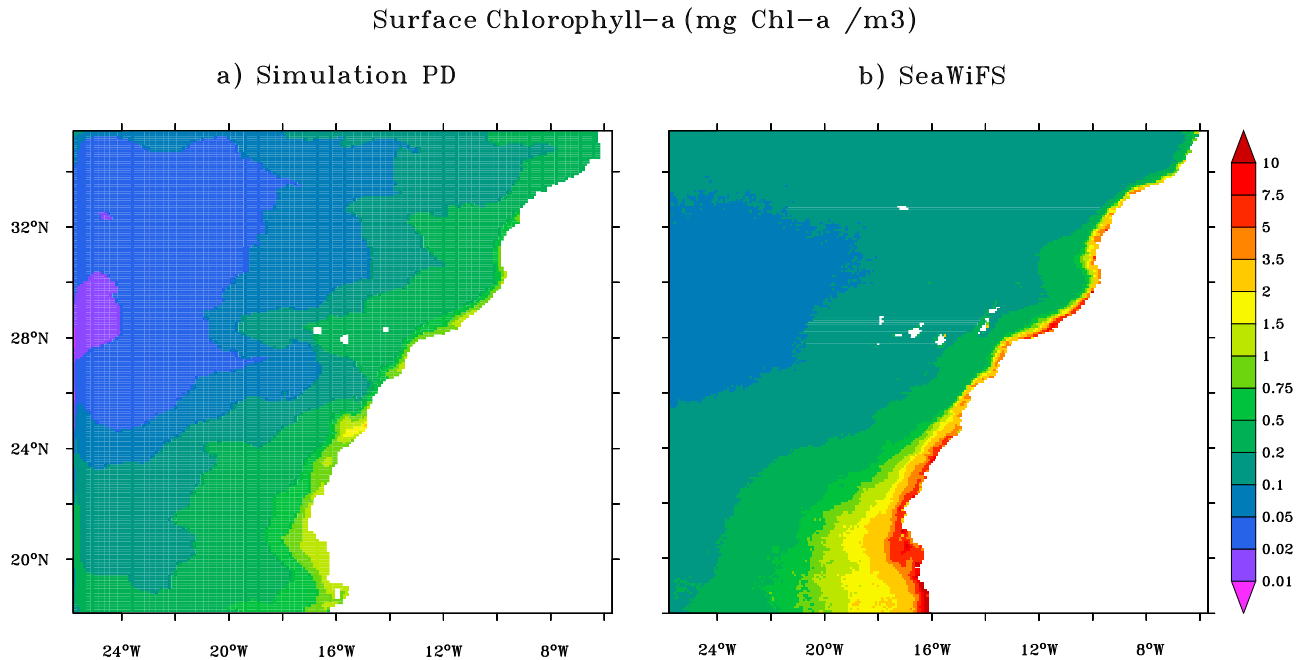 Surface Chlorophyll-a (mg Chl-a /m3)
a) Simulation PD
b) SeaWiFS
32°N
28°N
24°N
20°N
24°W 20°W 16°W 12°W 8°W
24°W 20°W 16°W 12°W 8°W
10
7.5
5
3.5
2
1.5
1
0.75
0.5
0.2
0.1
0.05
0.02
0.01